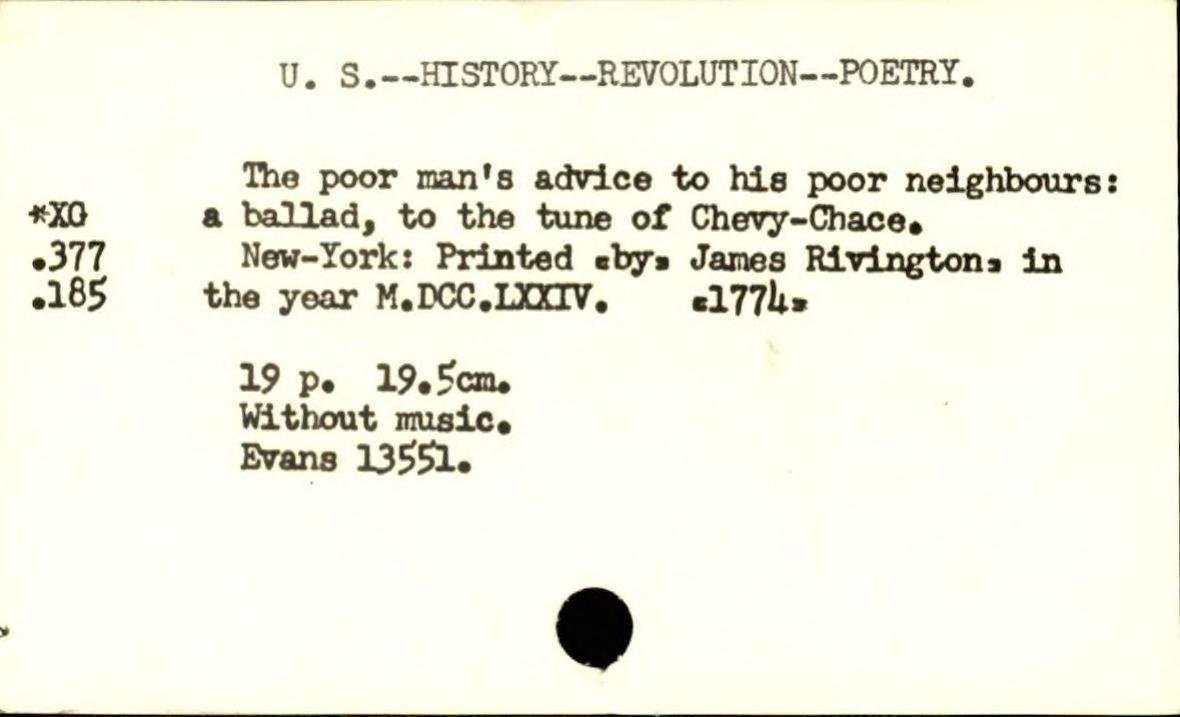 U. S.--HISTORY--REVOLUTION--POETRY.
The poor man's advice to his poor neighbours:
*XG a ballad, to the tune of Chevy-Chace.
.377 New-York: Printed [by] James Rivington] in
.185 the year M.DCC.LXXIV. [1774]
19 p. 19.5cm.
Without music.
Evans 13551.